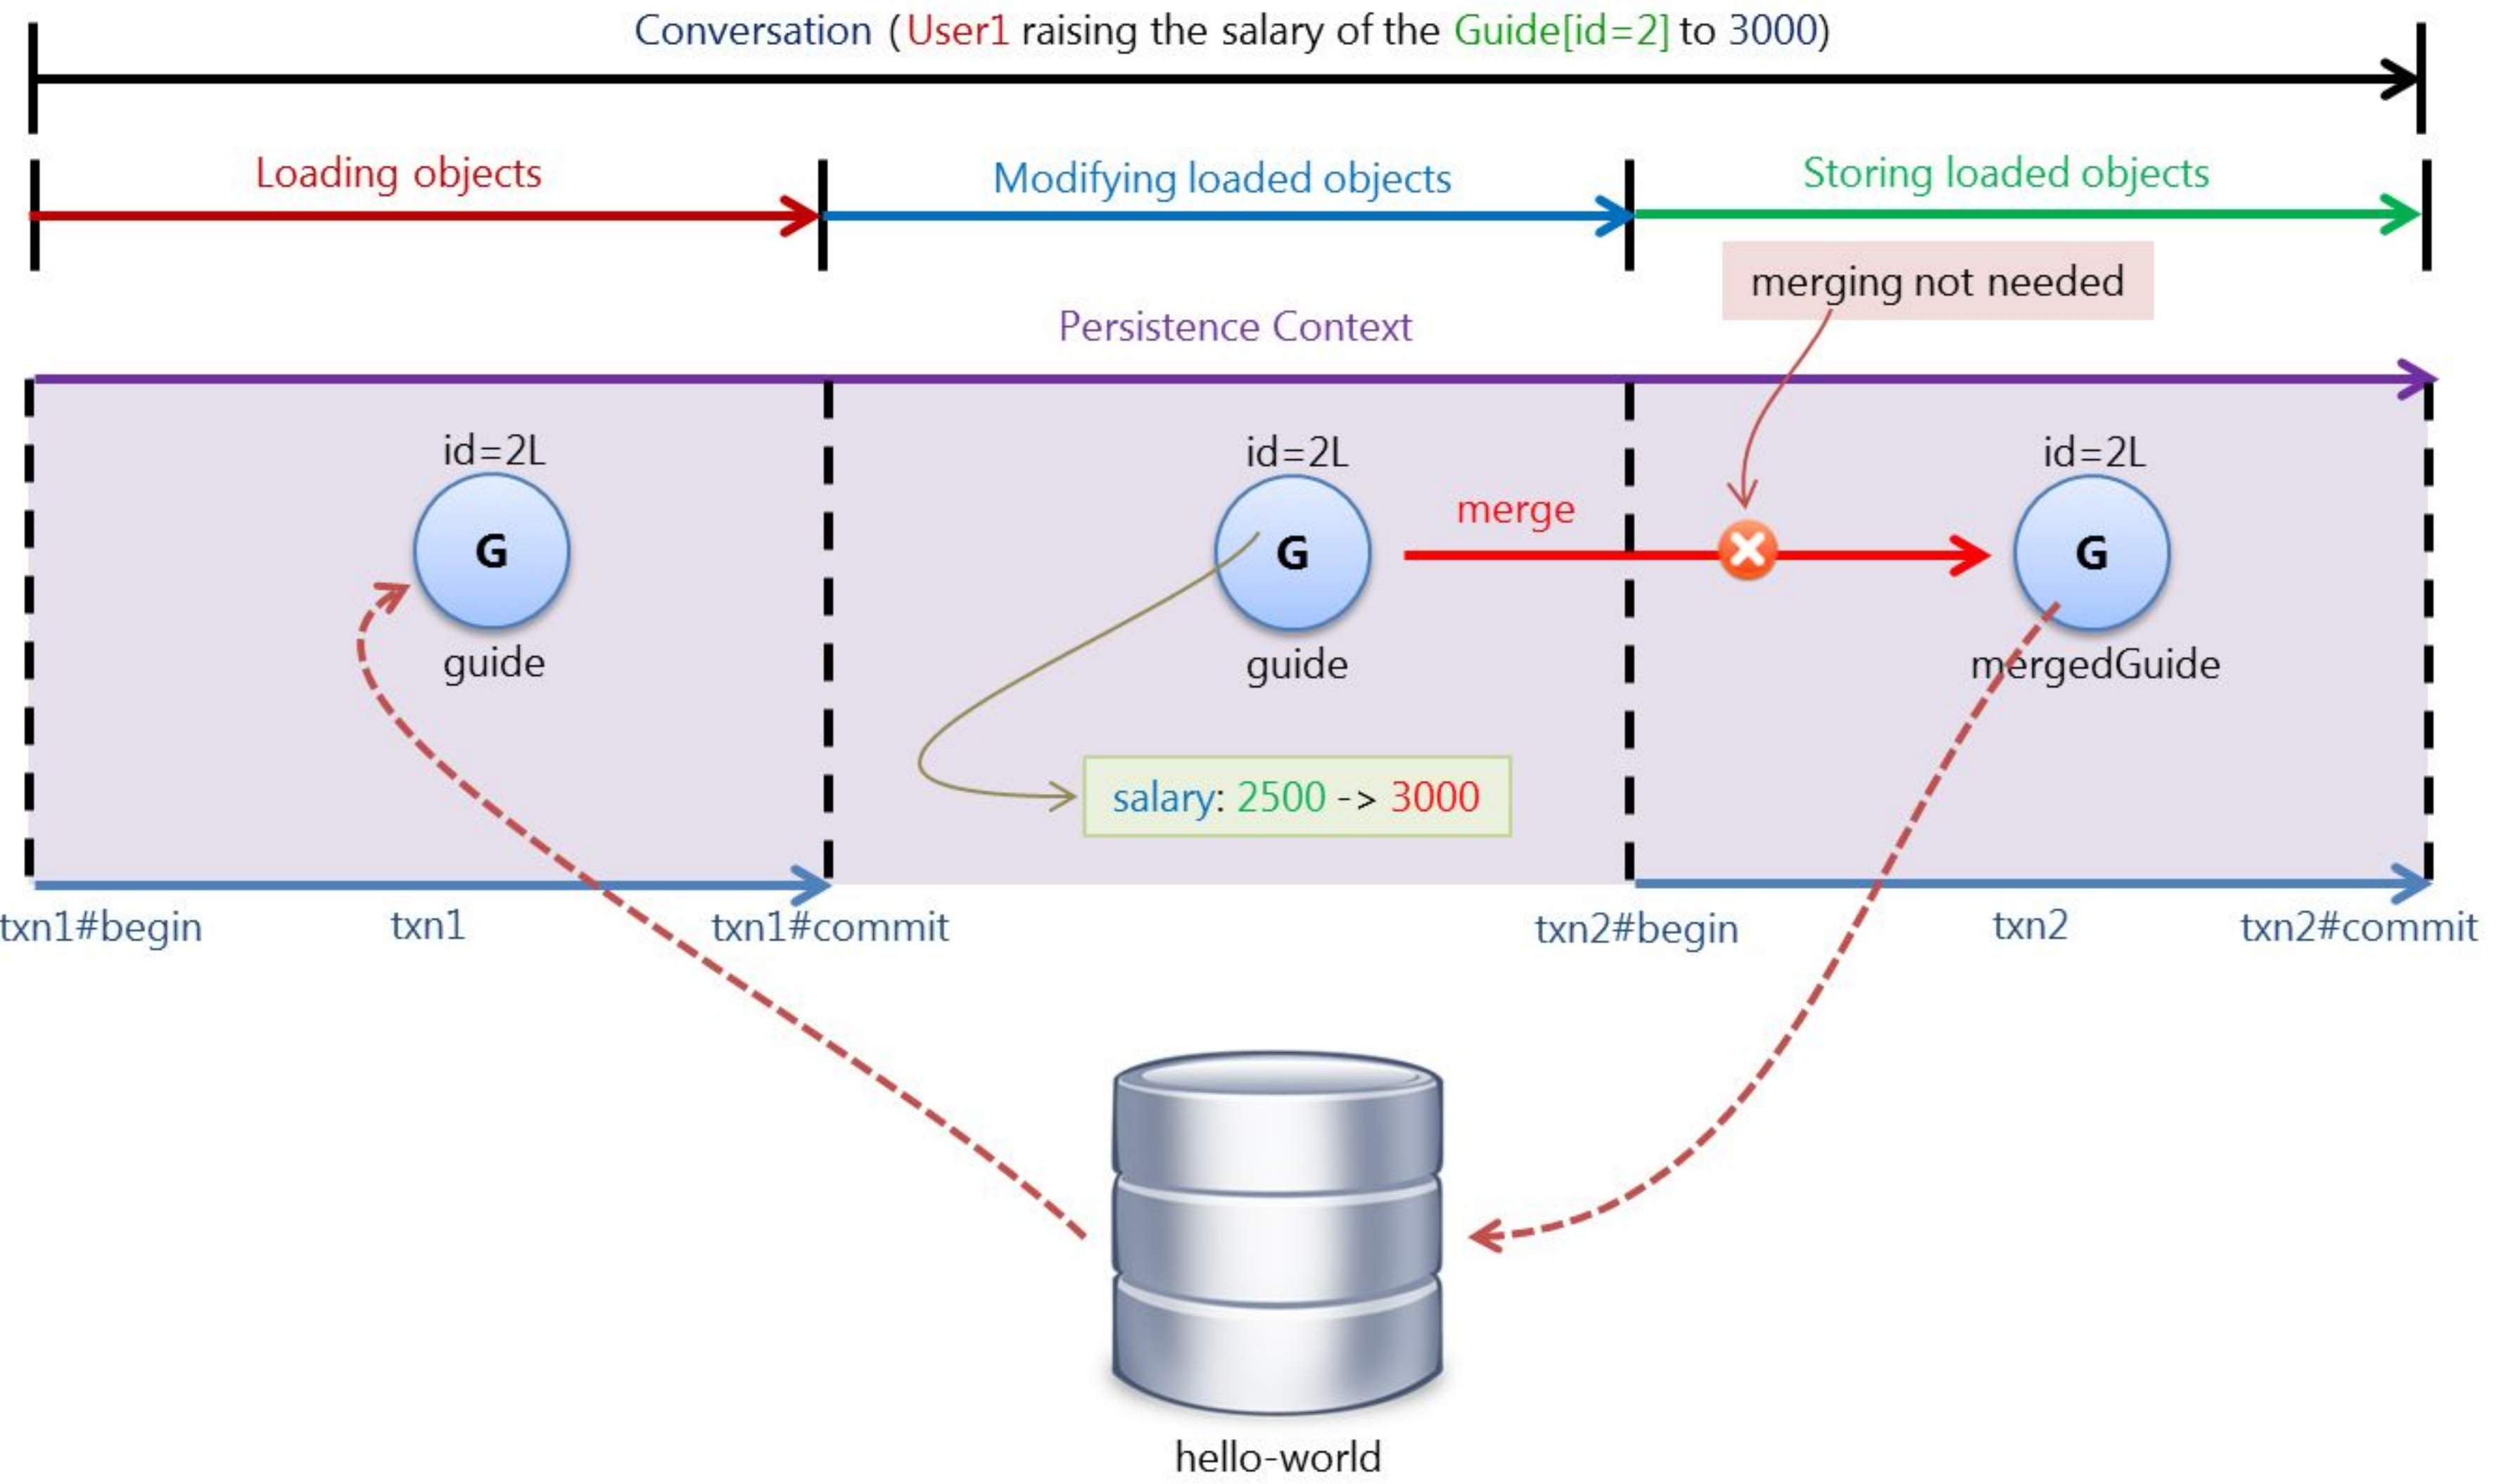 Conversation (User1 raising the salary of the Guide[id=2] to 3000)
Loading objects
Modifying loaded objects
Storing loaded objects
merging not needed
Persistence Context
id=2L
id=2L
id=2L
G
G
merge
G
guide
guide
mergedGuide
salary: 2500 -> 3000
txn1#begin
txn1
txn1#commit
txn2#begin
txn2
txn2#commit
hello-world